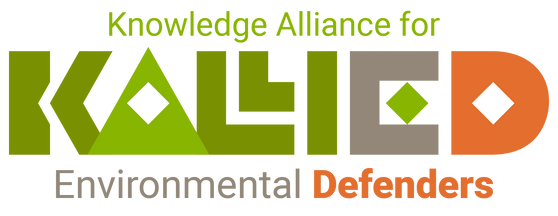 Knowledge Alliance for
KALLIED
Environmental Defenders